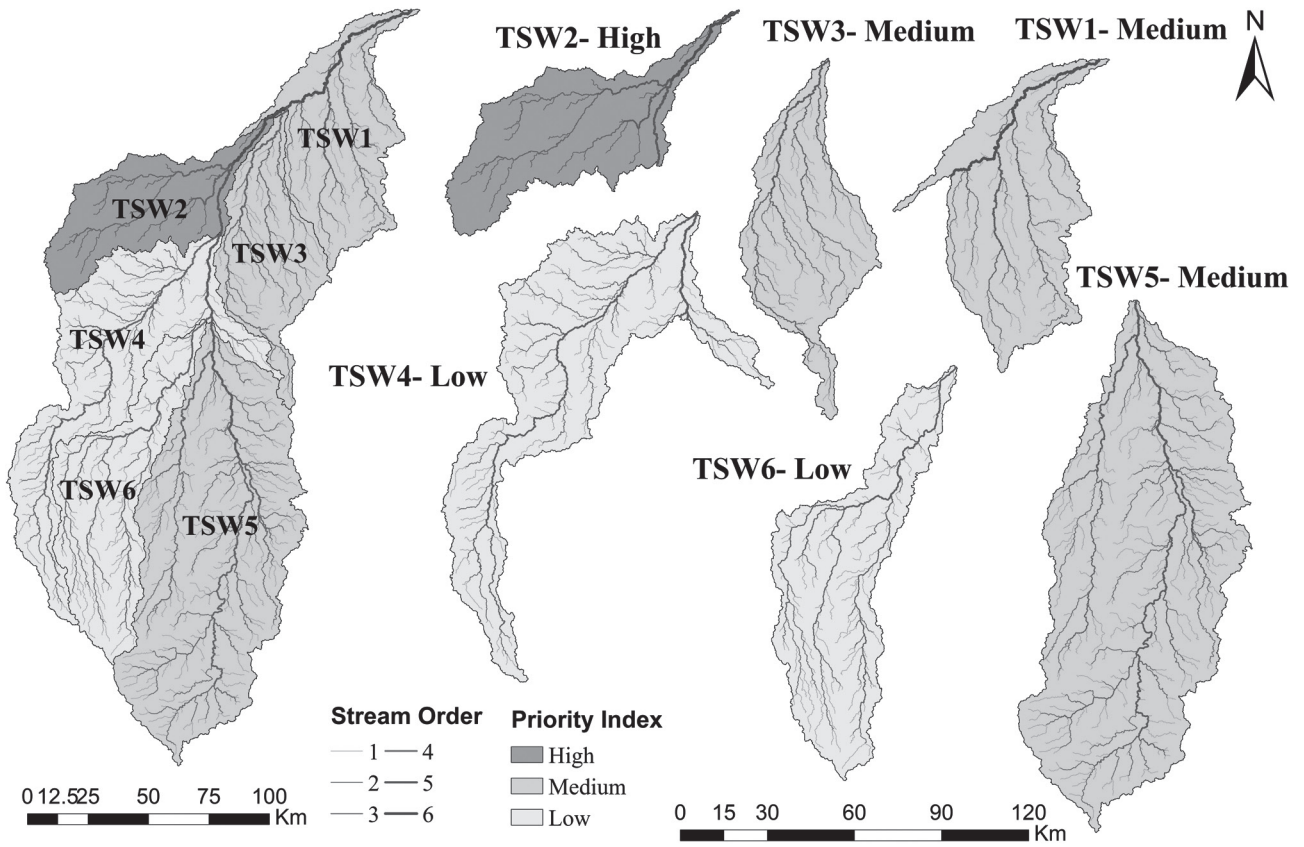 TSW2- High
TSW3- Medium
TSW1- Medium
N
TSW1
TSW2
TSW3
TSW5- Medium
TSW4
TSW4- Low
TSW6- Low
TSW6
TSW5
Stream Order
1 4
2 5
3 6
Priority Index
High
Medium
Low
0 12.5 25 50 75 100
Km
0 15 30 60 90 120
Km